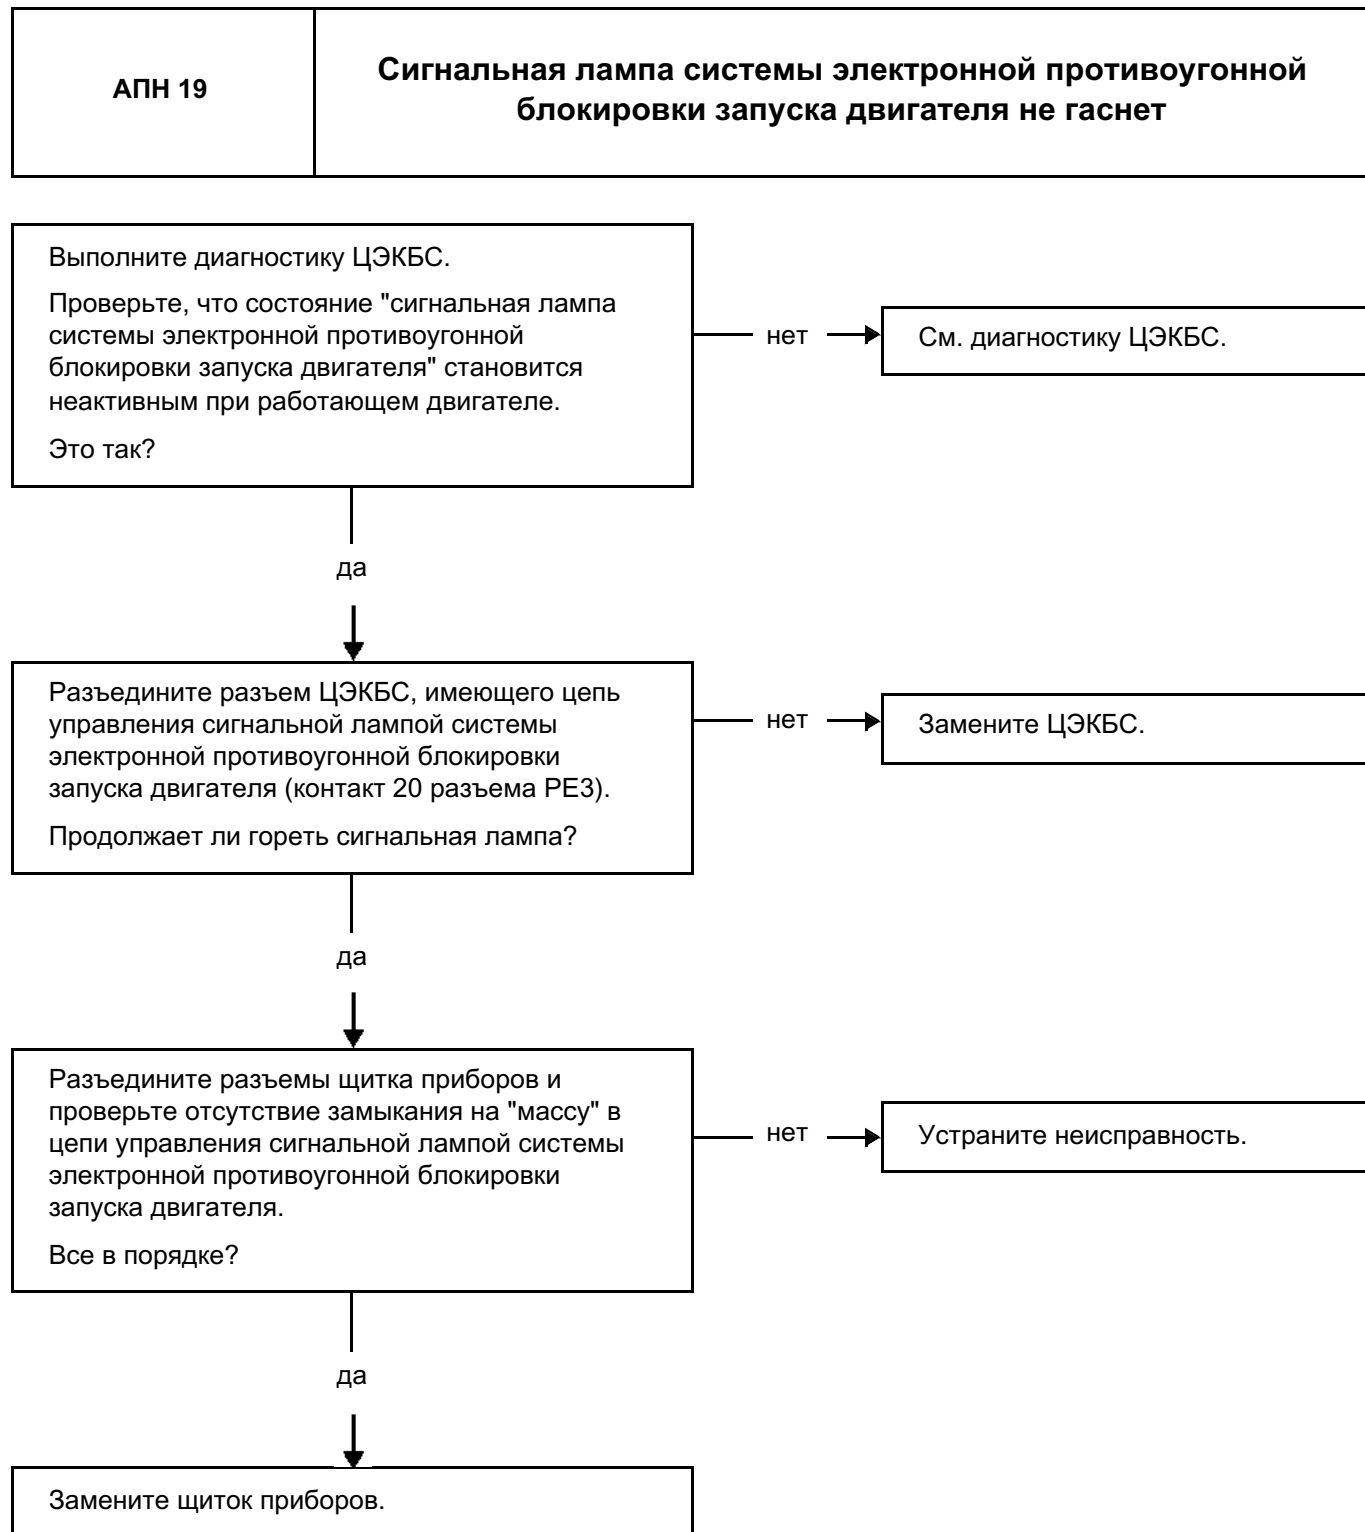 АПН 19
Сигнальная лампа системы электронной противоугонной
блокировки запуска двигателя не гаснет
Выполните диагностику ЦЭКБС.
Проверьте, что состояние "сигнальная лампа
системы электронной противоугонной
блокировки запуска двигателя" становится
неактивным при работающем двигателе.
Это так?
нет
См. диагностику ЦЭКБС.
да
Разъедините разъем ЦЭКБС, имеющего цепь
управления сигнальной лампой системы
электронной противоугонной блокировки
запуска двигателя (контакт 20 разъема PE3).
Продолжает ли гореть сигнальная лампа?
нет
Замените ЦЭКБС.
да
Разъедините разъемы щитка приборов и
проверьте отсутствие замыкания на "массу" в
цепи управления сигнальной лампой системы
электронной противоугонной блокировки
запуска двигателя.
Все в порядке?
нет
Устраните неисправность.
да
Замените щиток приборов.